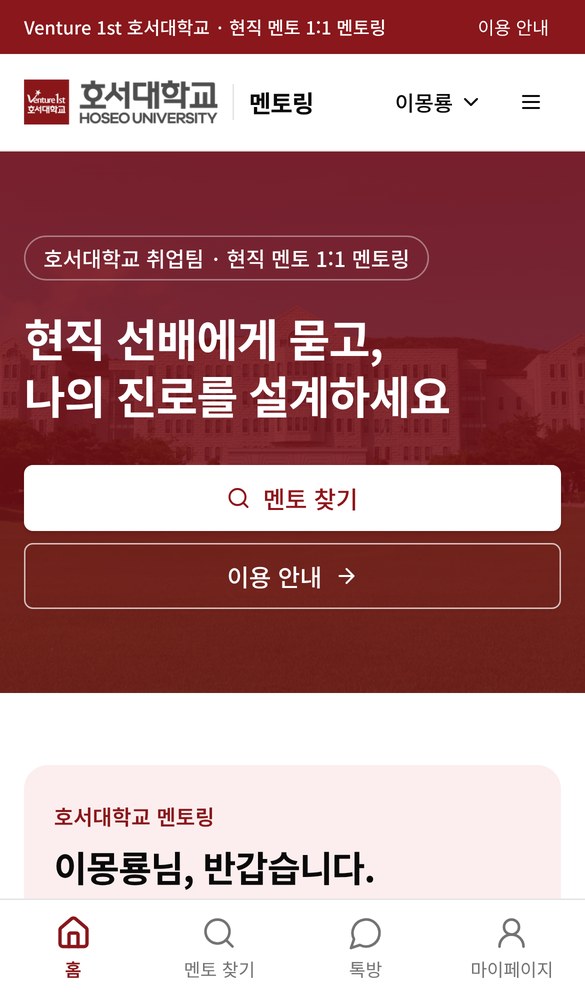 Venture 1st 호서대학교 · 현직 멘토 1:1 멘토링
이용 안내
Venture 1st
호서대학교
호서대학교
HOSEO UNIVERSITY
멘토링
이몽룡
호서대학교 취업팀 · 현직 멘토 1:1 멘토링
현직 선배에게 묻고,
나의 진로를 설계하세요
멘토 찾기
이용 안내
호서대학교 멘토링
이몽룡님, 반갑습니다.
홈
멘토 찾기
톡방
마이페이지